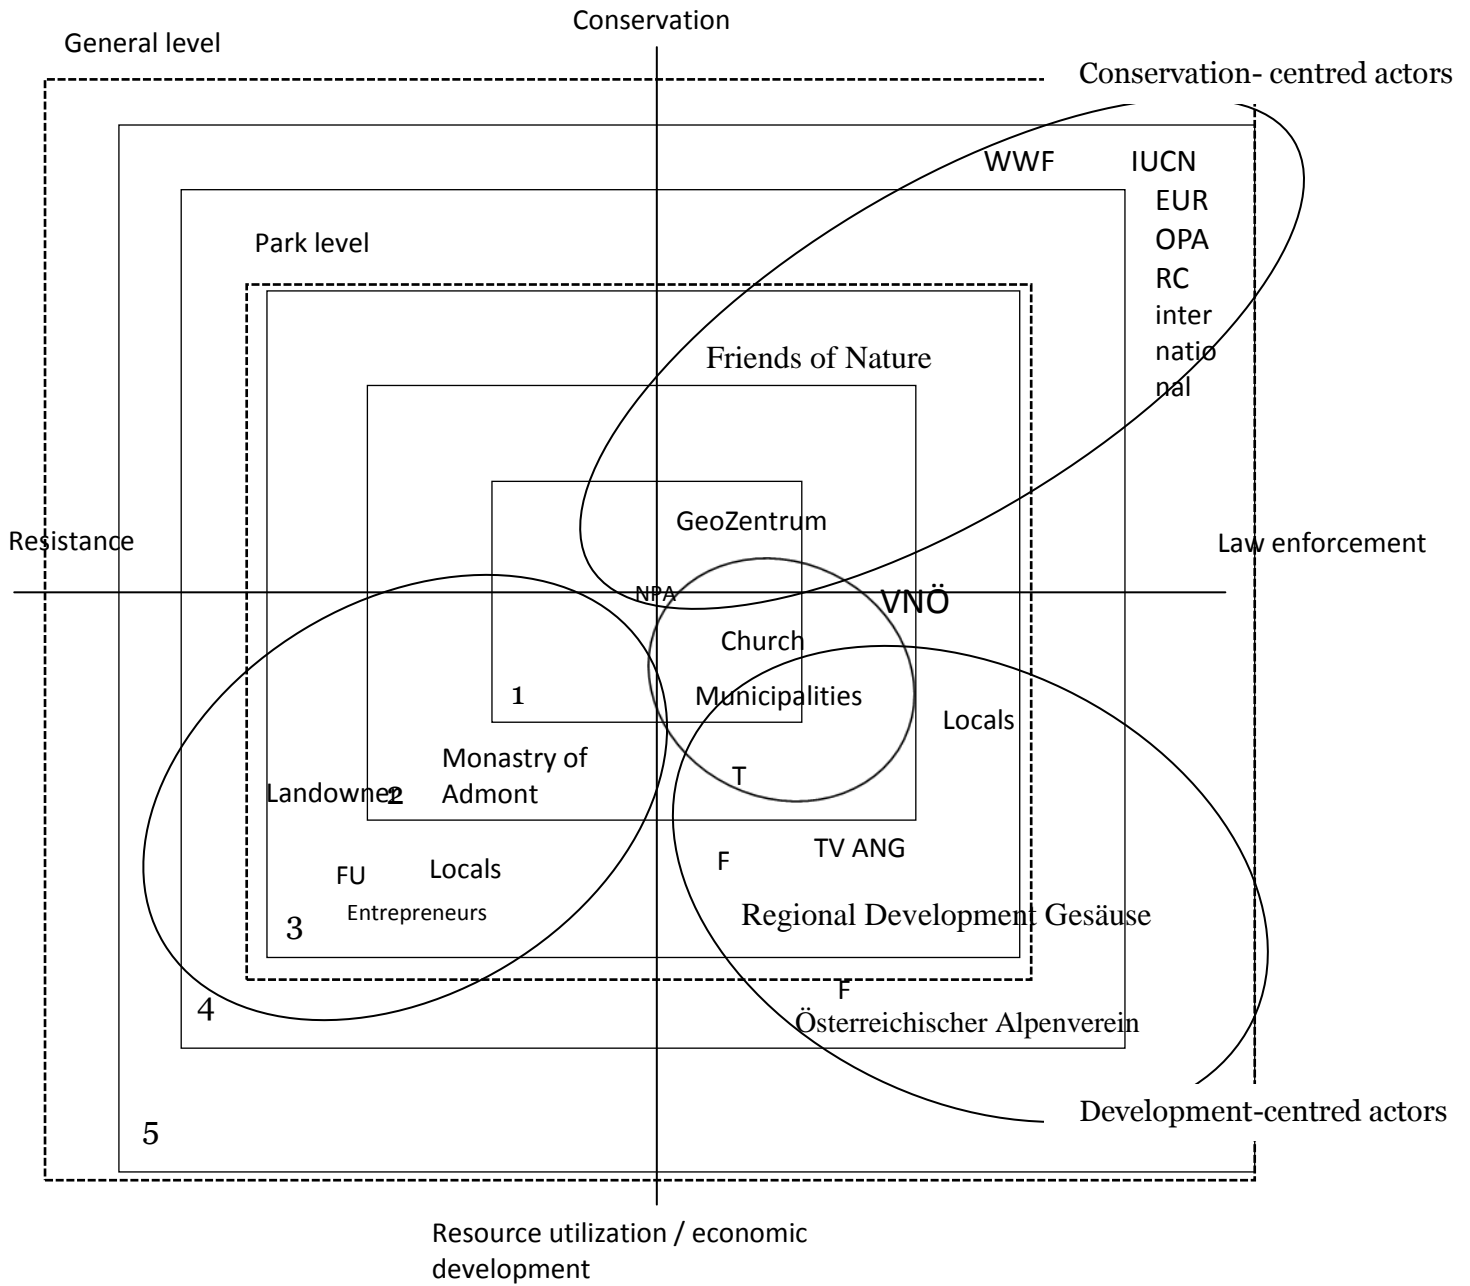 Conservation
General level
Conservation- centred actors
WWF
IUCN
EUR
OPA
RC
inter
natio
nal
Park level
Friends of Nature
GeoZentrum
Resistance
Law enforcement
NPA
VNÖ
Church
1
Municipalities
Locals
Monastry of
Admont
T
Landowner
2
TV ANG
F
FU
Locals
Entrepreneurs
Regional Development Gesäuse
3
F
4
Österreichischer Alpenverein
Development-centred actors
5
Resource utilization / economic
development